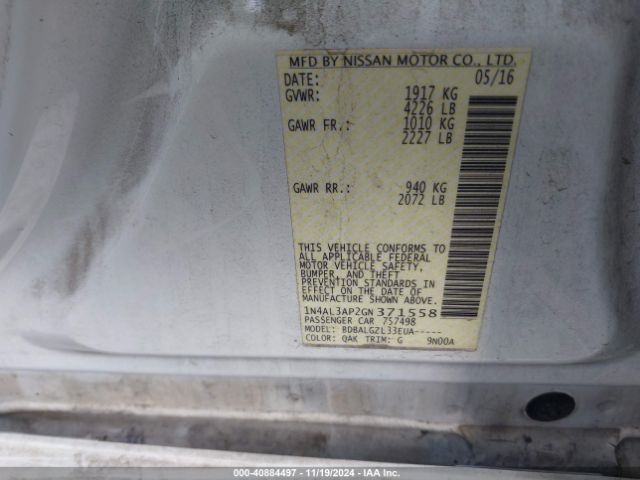 MFD BY NISSAN MOTOR CO., LTD.
DATE: 05/16
GVWR: 1917 KG
4226 LB
GAWR FR.: 1010 KG
2227 LB
GAWR RR.: 940 KG
2072 LB
THIS VEHICLE CONFORMS TO
ALL APPLICABLE FEDERAL
MOTOR VEHICLE SAFETY,
BUMPER, AND THEFT
PREVENTION STANDARDS IN
EFFECT ON THE DATE OF
MANUFACTURE SHOWN ABOVE.
1N4AL3AP2GN371558
PASSENGER CAR 757498
MODEL: BDBALGZL33EUA-----
COLOR: QAK TRIM: G 9N00A
000-40884497 - 11/19/2024 - IAA Inc.